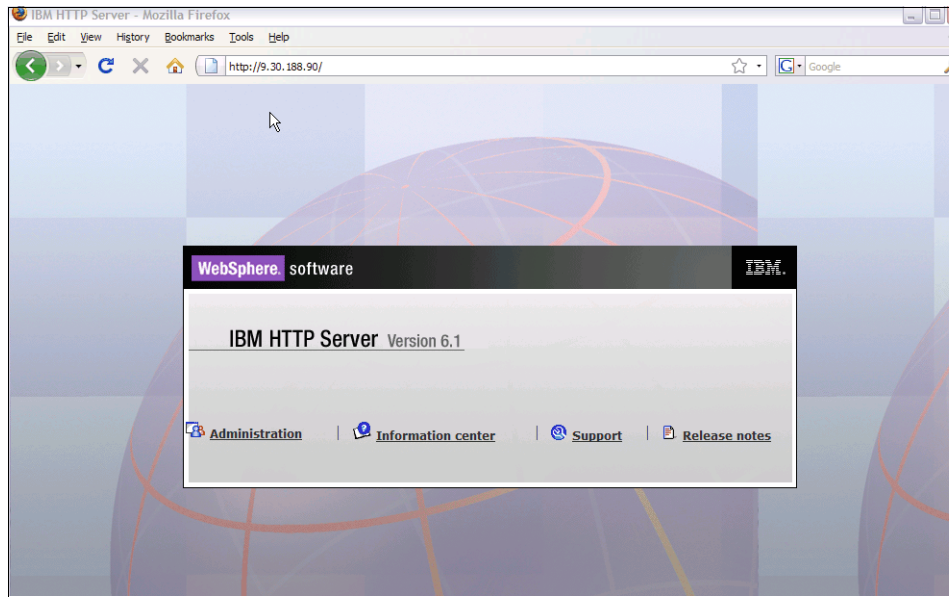 IBM HTTP Server - Mozilla Firefox
File Edit View History Bookmarks Tools Help
http://9.30.188.90/
G Google
WebSphere. software
IBM.
IBM HTTP Server Version 6.1
Administration | Information center | Support | Release notes